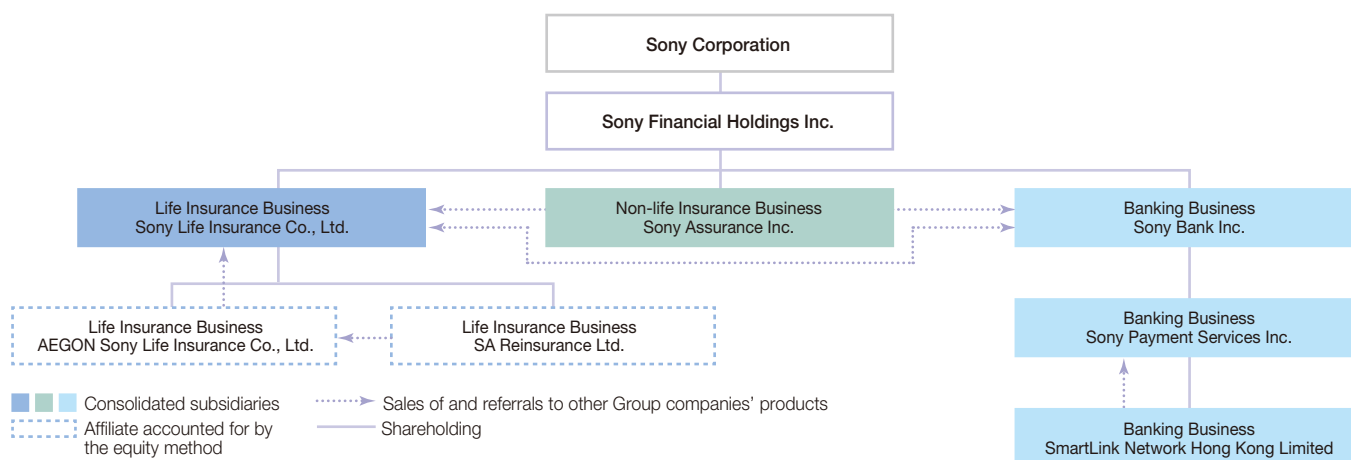 Sony Corporation
Sony Financial Holdings Inc.
Life Insurance Business
Sony Life Insurance Co., Ltd.
Non-life Insurance Business
Sony Assurance Inc.
Banking Business
Sony Bank Inc.
Life Insurance Business
AEGON Sony Life Insurance Co., Ltd.
Life Insurance Business
SA Reinsurance Ltd.
Banking Business
Sony Payment Services Inc.
Banking Business
SmartLink Network Hong Kong Limited
Consolidated subsidiaries
Sales of and referrals to other Group companies' products
Affiliate accounted for by
the equity method
Shareholding